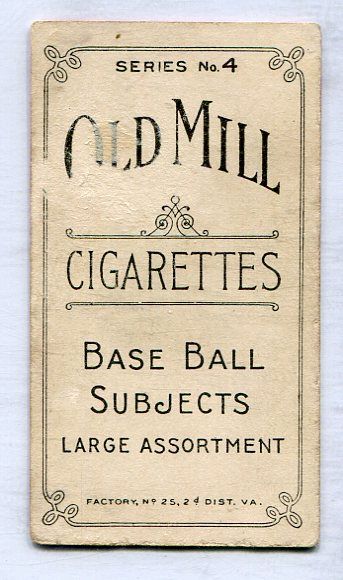 SERIES No. 4
OLD MILL
CIGARETTES
BASE BALL
SUBJECTS
LARGE ASSORTMENT
FACTORY, Nº 25, 2d DIST. VA.